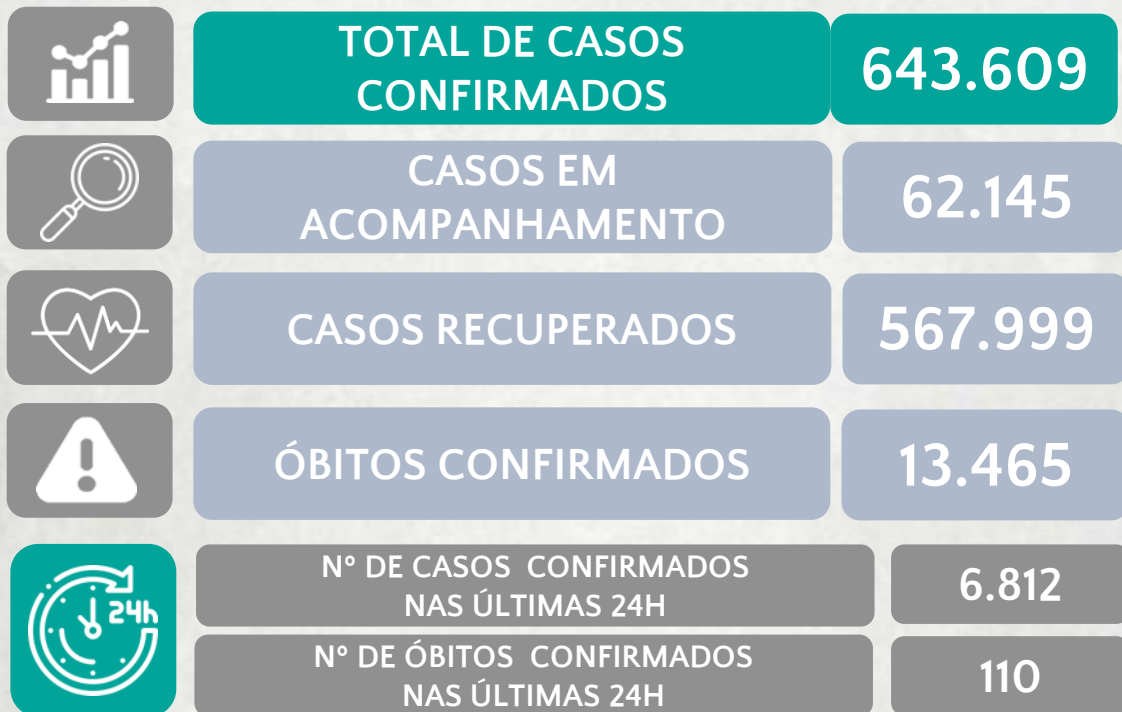 TOTAL DE CASOS
CONFIRMADOS
643.609
CASOS EM
ACOMPANHAMENTO
62.145
CASOS RECUPERADOS
567.999
ÓBITOS CONFIRMADOS
13.465
24h
Nº DE CASOS CONFIRMADOS
NAS ÚLTIMAS 24H
6.812
Nº DE ÓBITOS CONFIRMADOS
NAS ÚLTIMAS 24H
110